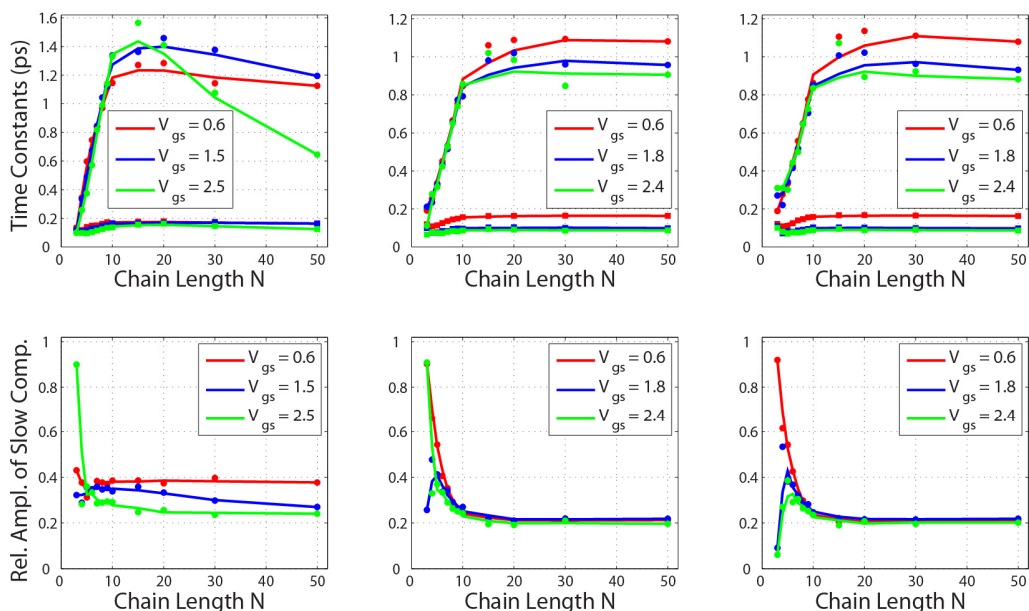 1.6
1.4
1.2
1
0.8
0.6
0.4
0.2
0
Time Constants (ps)
V gs = 0.6
V gs = 1.5
V gs = 2.5
0 10 20 30 40 50
Chain Length N
1.2
1
0.8
0.6
0.4
0.2
0
V gs = 0.6
V gs = 1.8
V gs = 2.4
0 10 20 30 40 50
Chain Length N
1.2
1
0.8
0.6
0.4
0.2
0
V gs = 0.6
V gs = 1.8
V gs = 2.4
0 10 20 30 40 50
Chain Length N
1
0.8
0.6
0.4
0.2
0
Rel. Ampl. of Slow Comp.
V gs = 0.6
V gs = 1.5
V gs = 2.5
0 10 20 30 40 50
Chain Length N
1
0.8
0.6
0.4
0.2
0
V gs = 0.6
V gs = 1.8
V gs = 2.4
0 10 20 30 40 50
Chain Length N
1
0.8
0.6
0.4
0.2
0
V gs = 0.6
V gs = 1.8
V gs = 2.4
0 10 20 30 40 50
Chain Length N